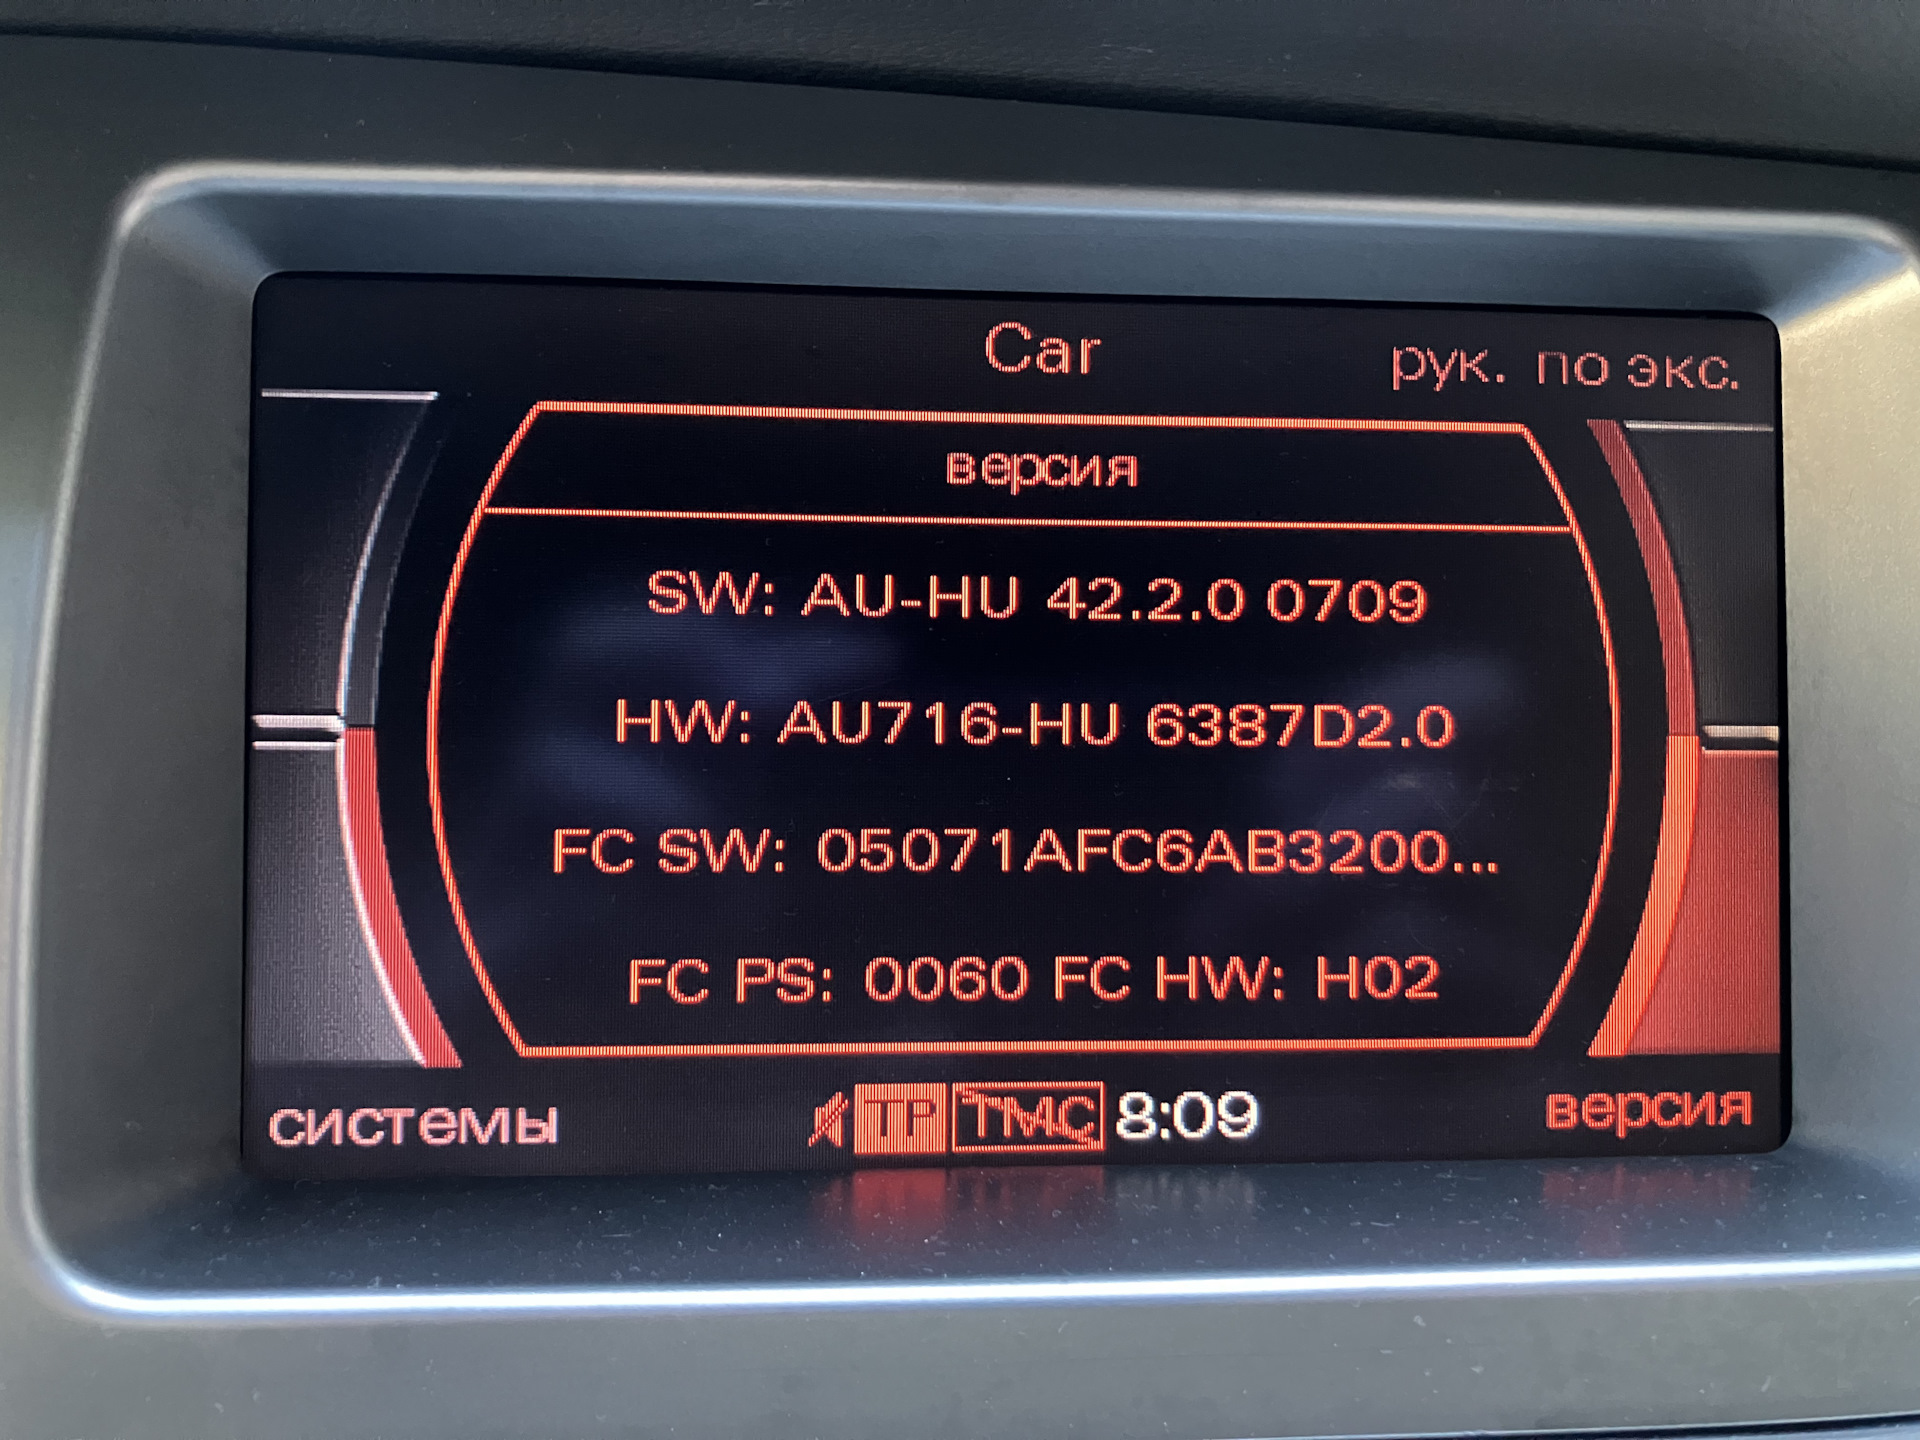 Car
рук. по экс.
версия
SW: AU-HU 42.2.0 0709
HW: AU716-HU 6387D2.0
FC SW: 05071AFC6AB3200...
FC PS: 0060 FC HW: H02
системы
TP TMC 8:09
версия